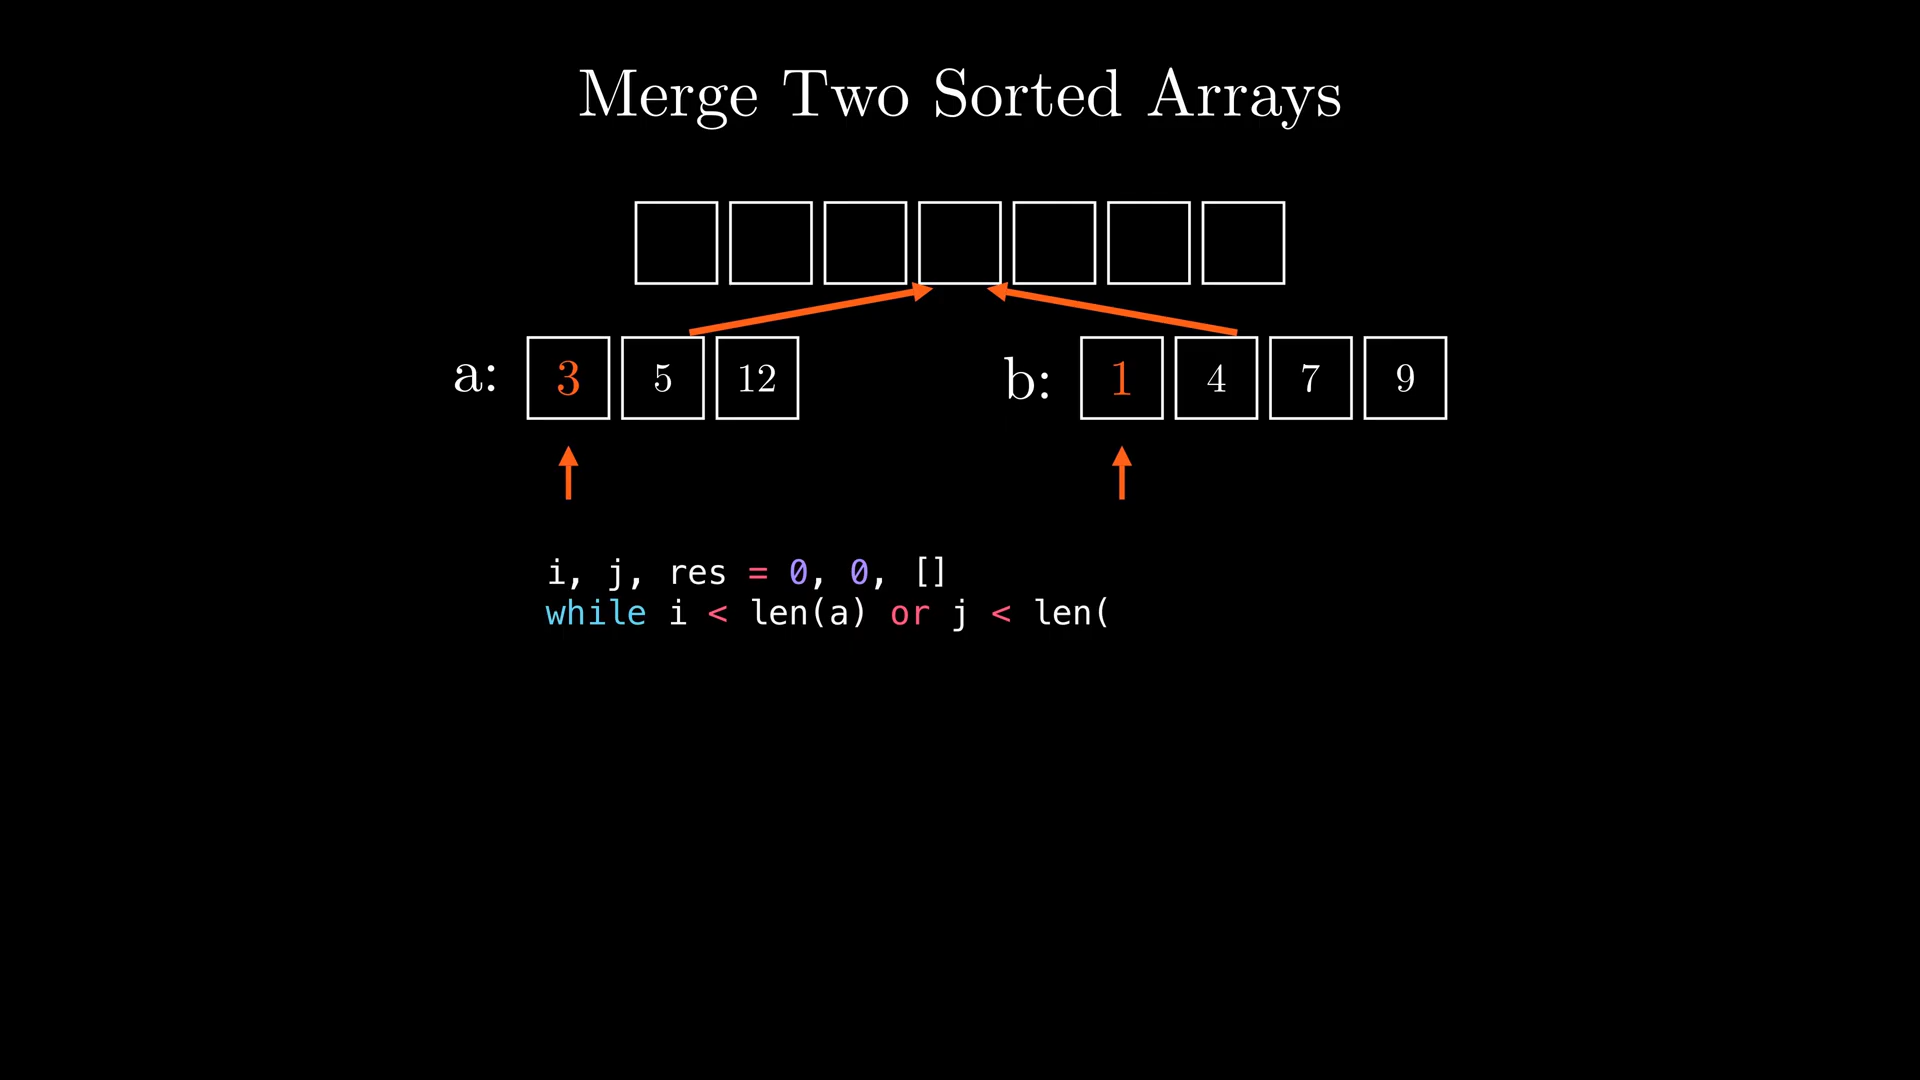 Merge Two Sorted Arrays
a: 3 5 12 b: 1 4 7 9
i, j, res = 0, 0, []
while i < len(a) or j < len(